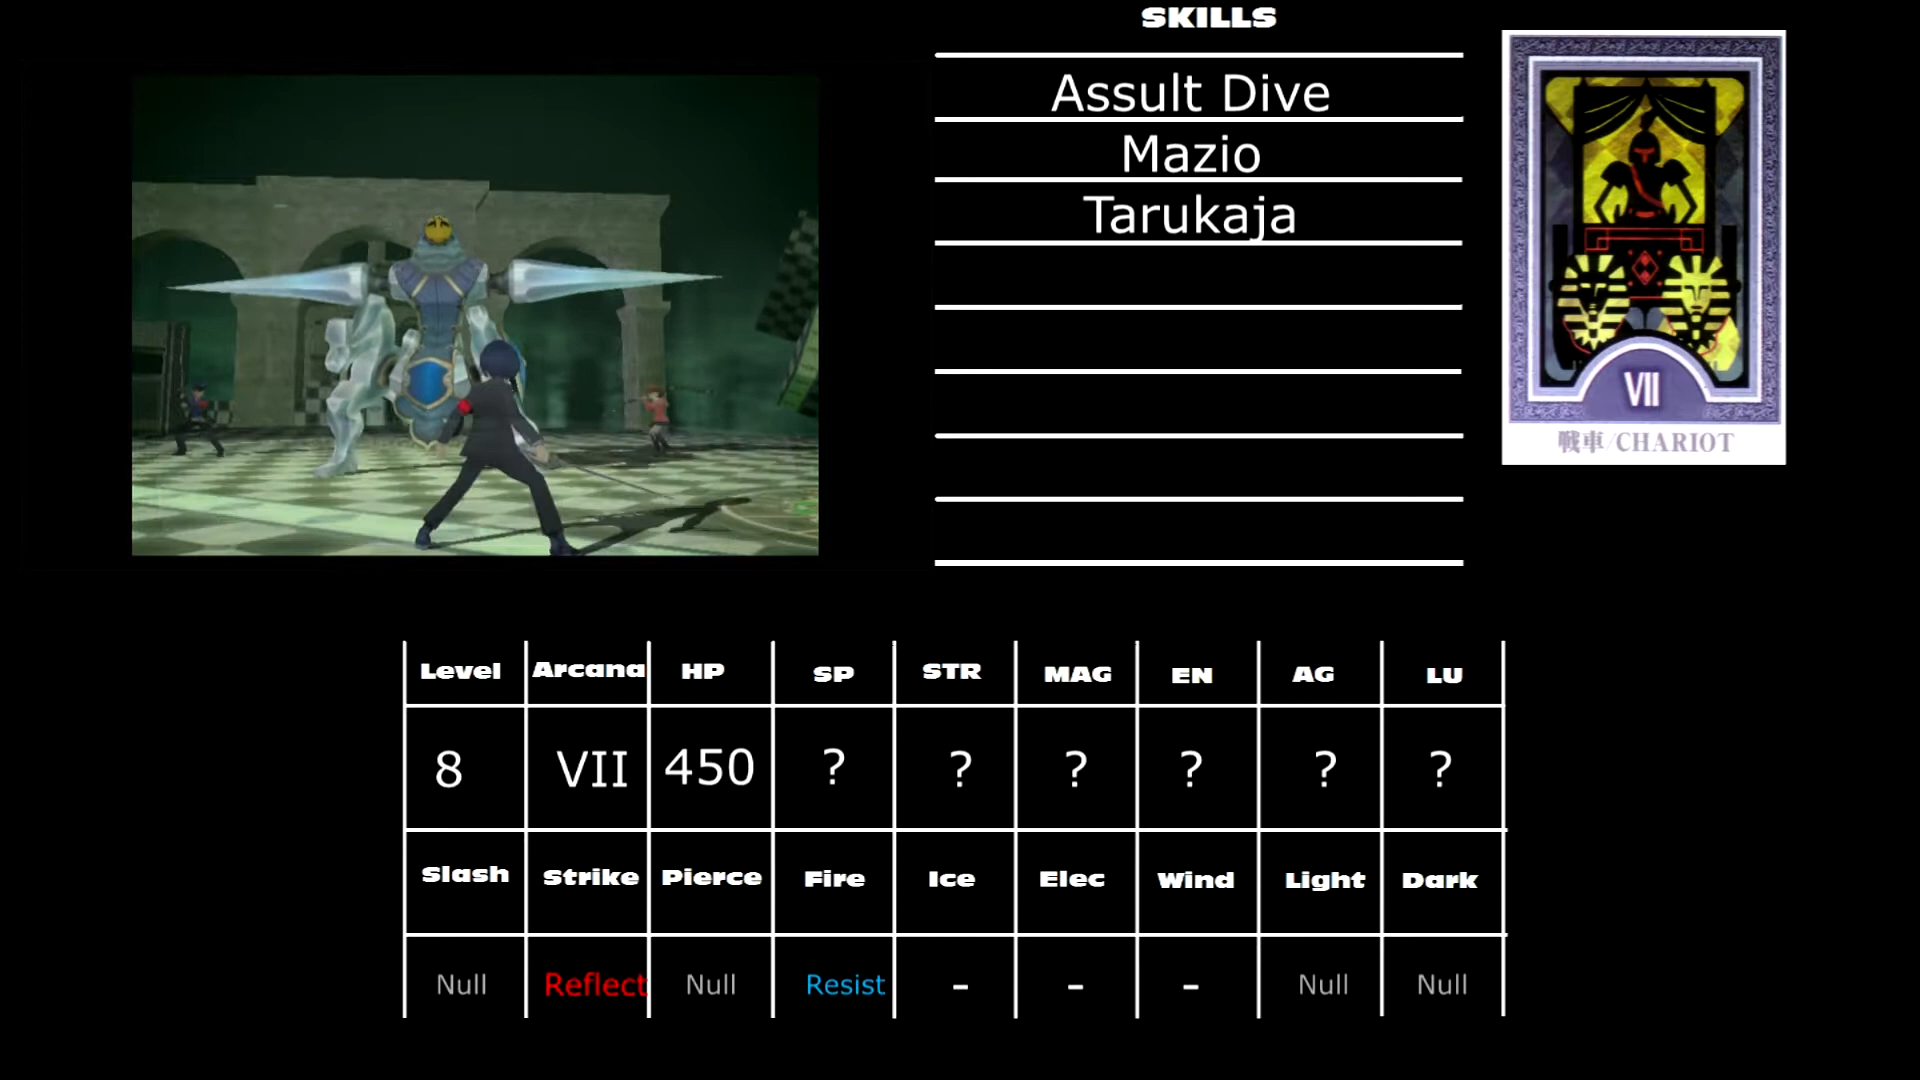 SKILLS
Assult Dive
Mazio
Tarukaja
VII
戦車/CHARIOT
Level Arcana HP SP STR MAG EN AG LU
8 VII 450 ? ? ? ? ? ?
Slash Strike Pierce Fire Ice Elec Wind Light Dark
Null Reflect Null Resist - - - Null Null